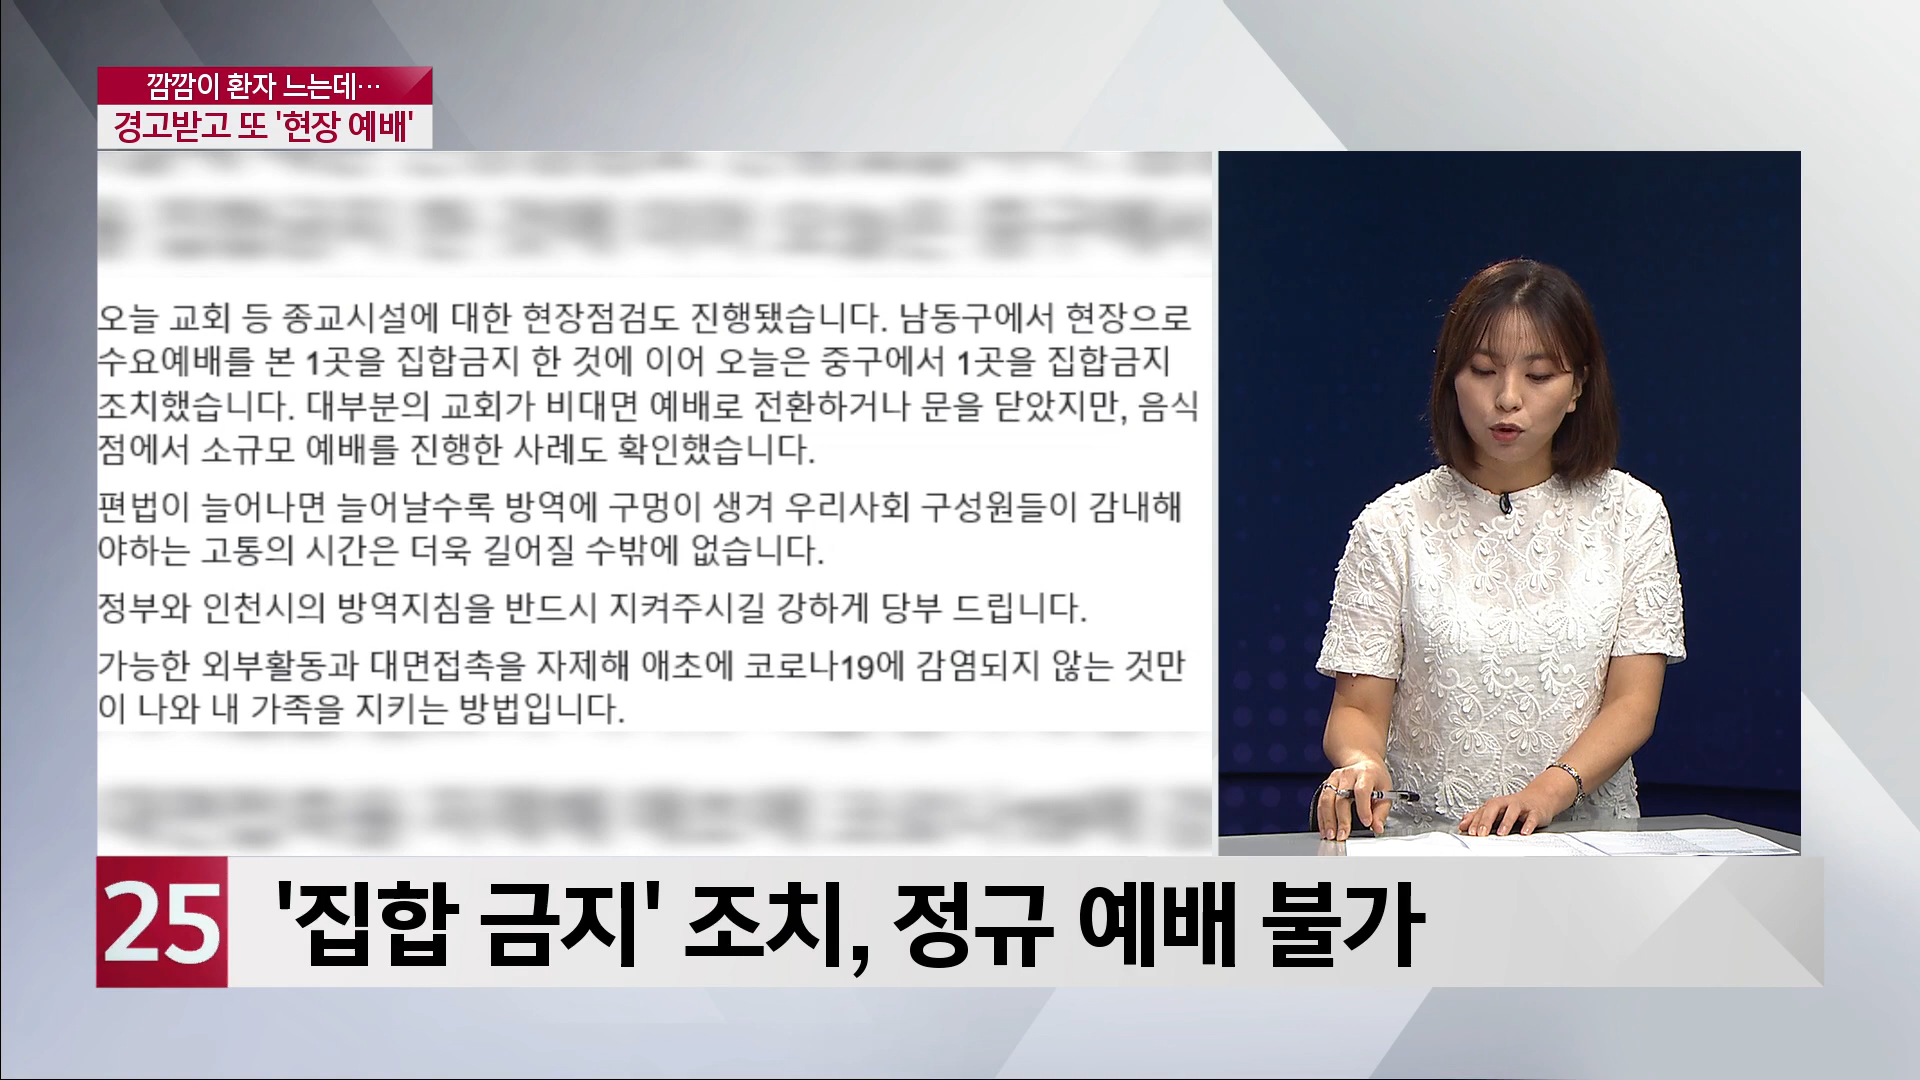 깜깜이 환자 느는데…
경고받고 또 '현장 예배'
오늘 교회 등 종교시설에 대한 현장점검도 진행됐습니다. 남동구에서 현장으로
수요예배를 본 1곳을 집합금지 한 것에 이어 오늘은 중구에서 1곳을 집합금지
조치했습니다. 대부분의 교회가 비대면 예배로 전환하거나 문을 닫았지만, 음식
점에서 소규모 예배를 진행한 사례도 확인했습니다.
편법이 늘어나면 늘어날수록 방역에 구멍이 생겨 우리사회 구성원들이 감내해
야하는 고통의 시간은 더욱 길어질 수밖에 없습니다.
정부와 인천시의 방역지침을 반드시 지켜주시길 강하게 당부 드립니다.
가능한 외부활동과 대면접촉을 자제해 애초에 코로나19에 감염되지 않는 것만
이 나와 내 가족을 지키는 방법입니다.
25 '집합 금지' 조치, 정규 예배 불가